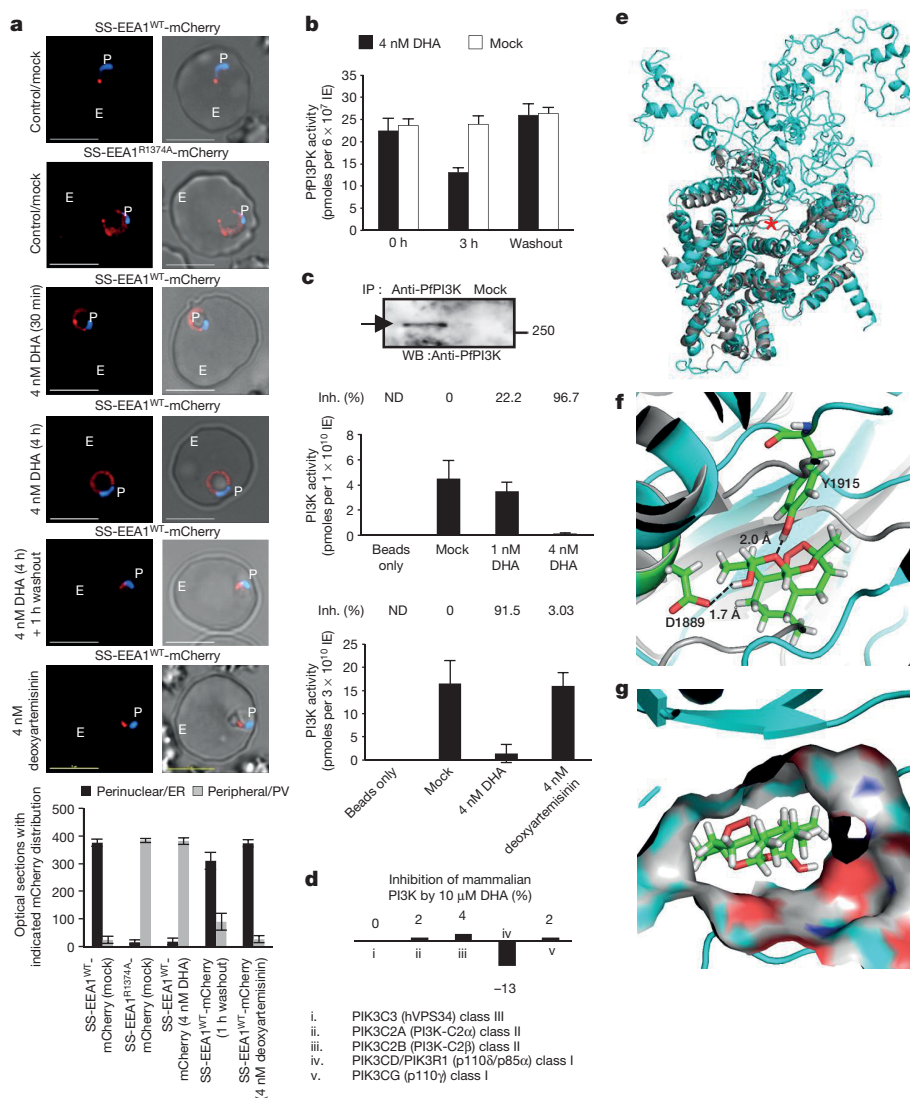 a
SS-EEA1WT-mCherry
Control/mock
P
E
P
E
SS-EEA1R1374A-mCherry
Control/mock
E
P
E
P
SS-EEA1WT-mCherry
4 nM DHA (30 min)
P
E
P
E
SS-EEA1WT-mCherry
4 nM DHA (4 h)
E
P
E
P
SS-EEA1WT-mCherry
4 nM DHA (4 h)
+ 1 h washout
P
E
P
E
SS-EEA1WT-mCherry
4 nM
deoxyartemisinin
P
E
P
E
Perinuclear/ER
Peripheral/PV
Optical sections with
indicated mCherry distribution
500
400
300
200
100
0
SS-EEA1WT-
mCherry (mock)
SS-EEA1R1374A-
mCherry (mock)
SS-EEA1WT-
mCherry (4 nM DHA)
SS-EEA1WT-mCherry
(1 h washout)
SS-EEA1WT-mCherry
(4 nM deoxyartemisinin)
b
4 nM DHA
Mock
PfPI3PK activity
(pmoles per 6 × 10⁷ IE)
35
30
25
20
15
10
5
0
0 h
3 h
Washout
c
IP : Anti-PfPI3K Mock
250
WB :Anti-PfPI3K
Inh. (%) ND 0 22.2 96.7
PI3K activity
(pmoles per 1 × 10¹⁰ IE)
8
6
4
2
0
Beads only
Mock
1 nM DHA
4 nM DHA
Inh. (%) ND 0 91.5 3.03
PI3K activity
(pmoles per 3 × 10¹⁰ IE)
25
20
15
10
5
0
Beads only
Mock
4 nM DHA
4 nM
deoxyartemisinin
d
Inhibition of mammalian
PI3K by 10 μM DHA (%)
0
2
4
iv
2
i
ii
iii
v
−13
i. PIK3C3 (hVPS34) class III
ii. PIK3C2A (PI3K-C2α) class II
iii. PIK3C2B (PI3K-C2β) class II
iv. PIK3CD/PIK3R1 (p110δ/p85α) class I
v. PIK3CG (p110γ) class I
e
*
f
Y1915
2.0 Å
1.7 Å
D1889
g